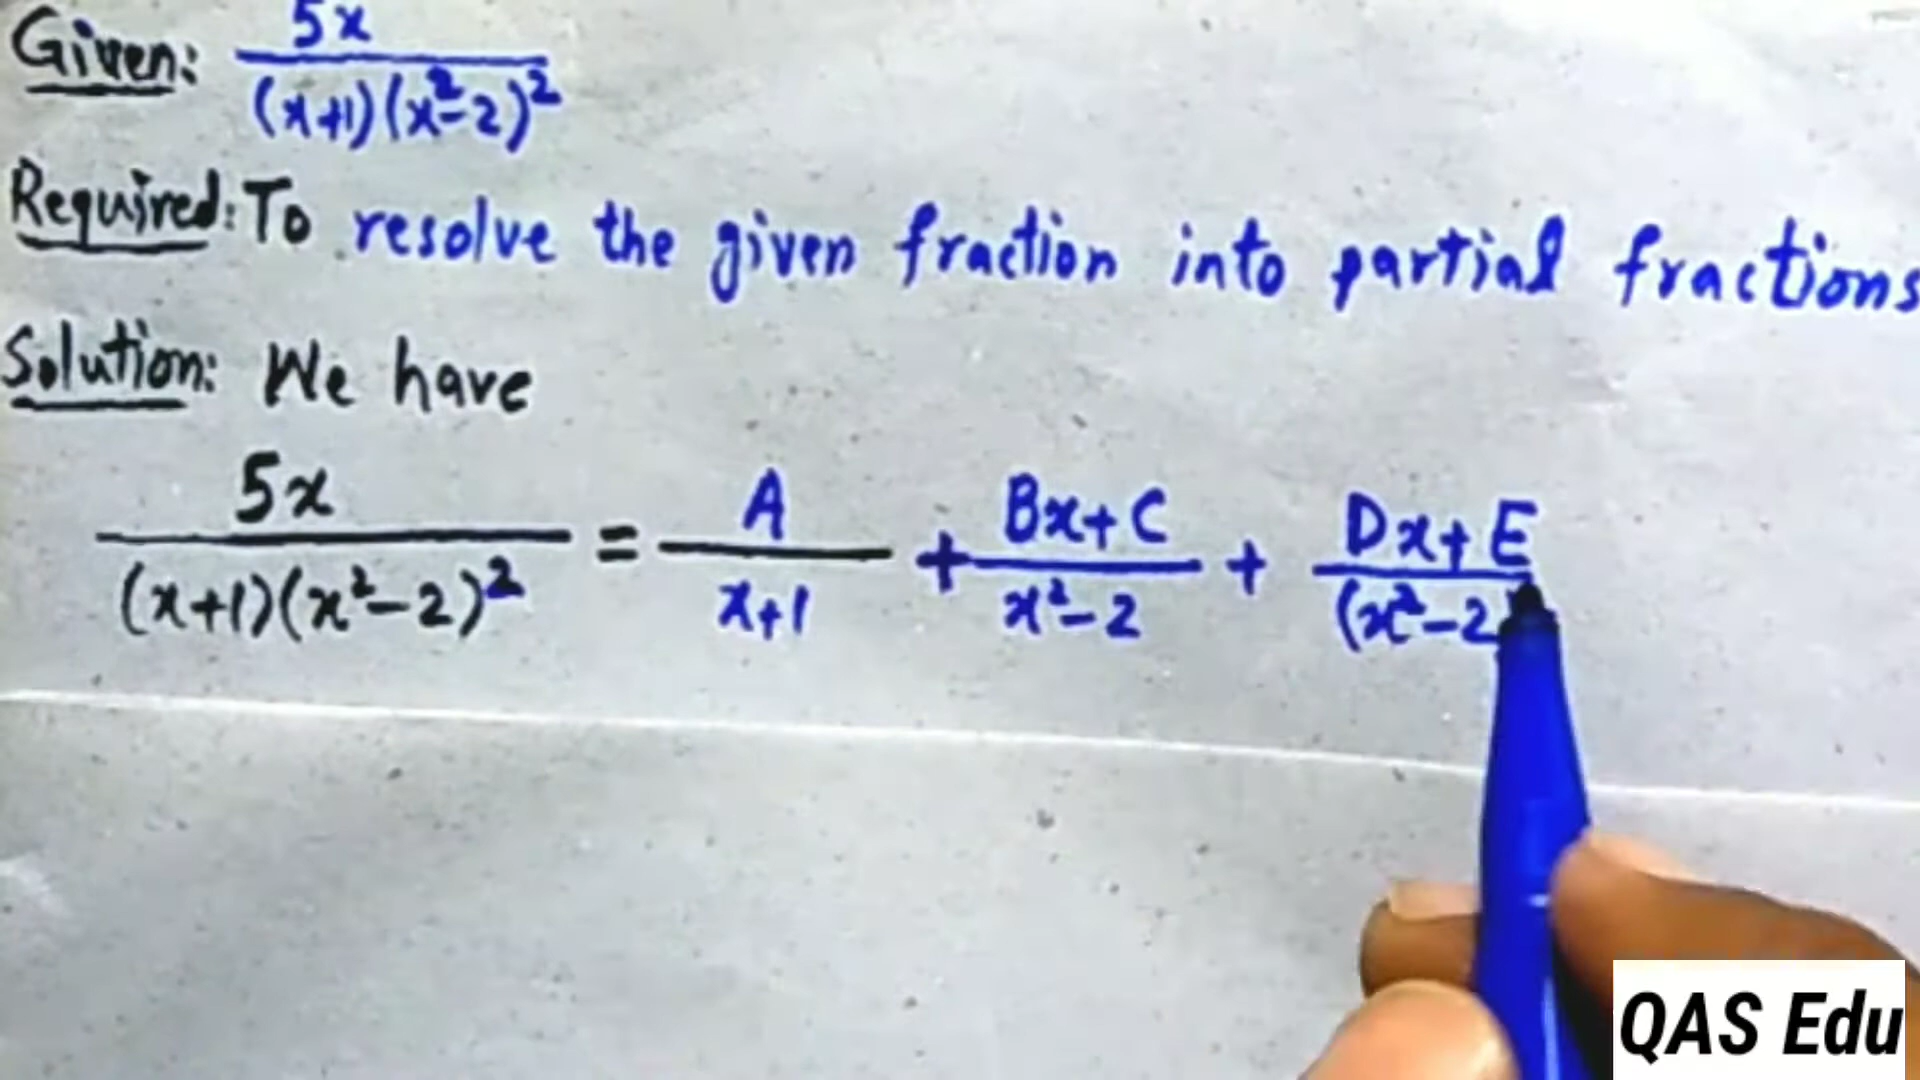 Given: 5x / (x+1)(x²-2)²
Required: To resolve the given fraction into partial fractions
Solution: We have
5x / (x+1)(x²-2)² = A / x+1 + Bx+C / x²-2 + Dx+E / (x²-2)
QAS Edu